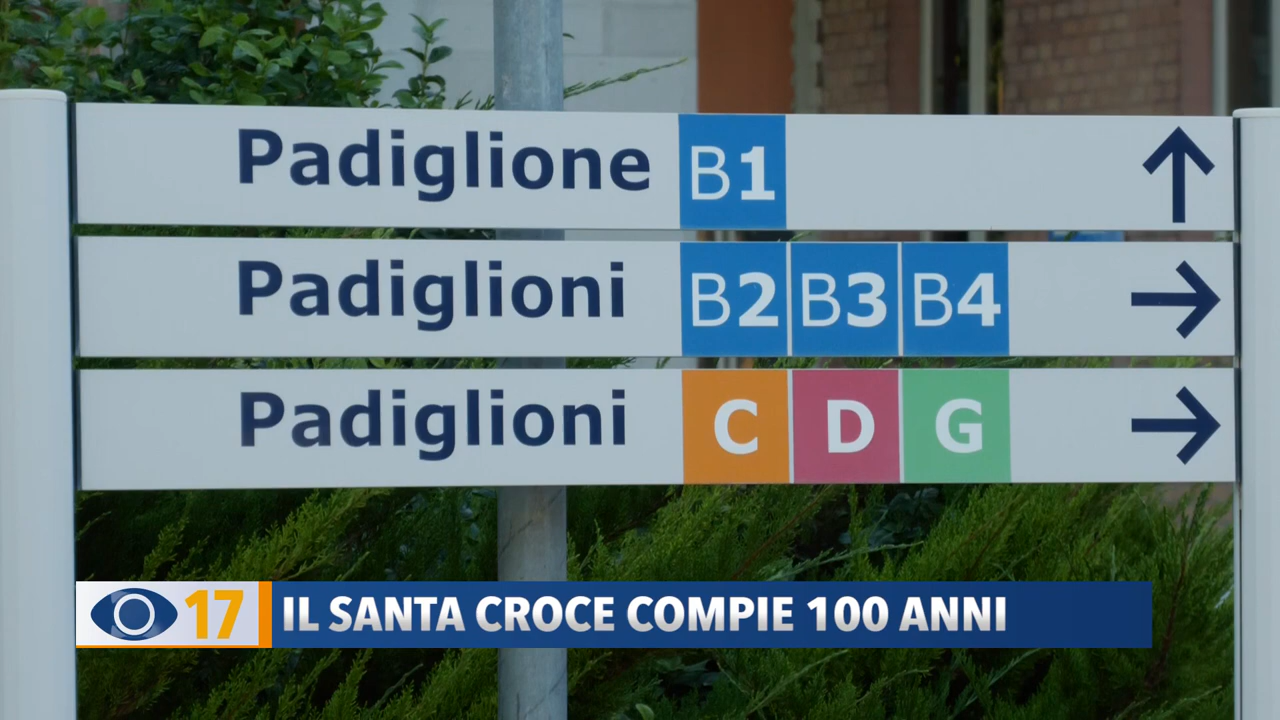 Padiglione B1
Padiglioni B2 B3 B4
Padiglioni C D G
17 IL SANTA CROCE COMPIE 100 ANNI